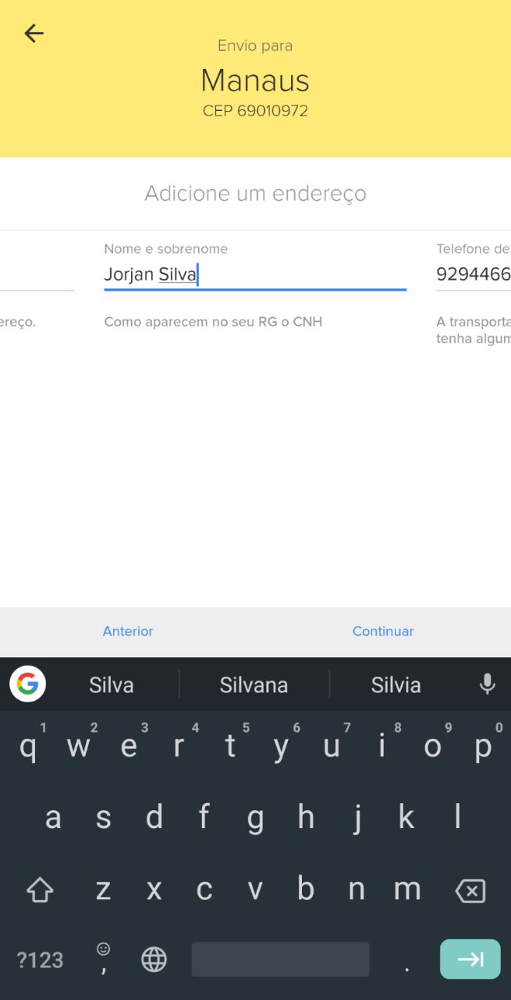 Envio para
Manaus
CEP 69010972
Adicione um endereço
Nome e sobrenome
Telefone de
Jorjan Silva
9294466
ereço.
Como aparecem no seu RG o CNH
A transporta
tenha algum
Anterior
Continuar
Silva
Silvana
Silvia
1 2 3 4 5 6 7 8 9 0
q w e r t y u i o p
a s d f g h j k l
z x c v b n m
?123 , .